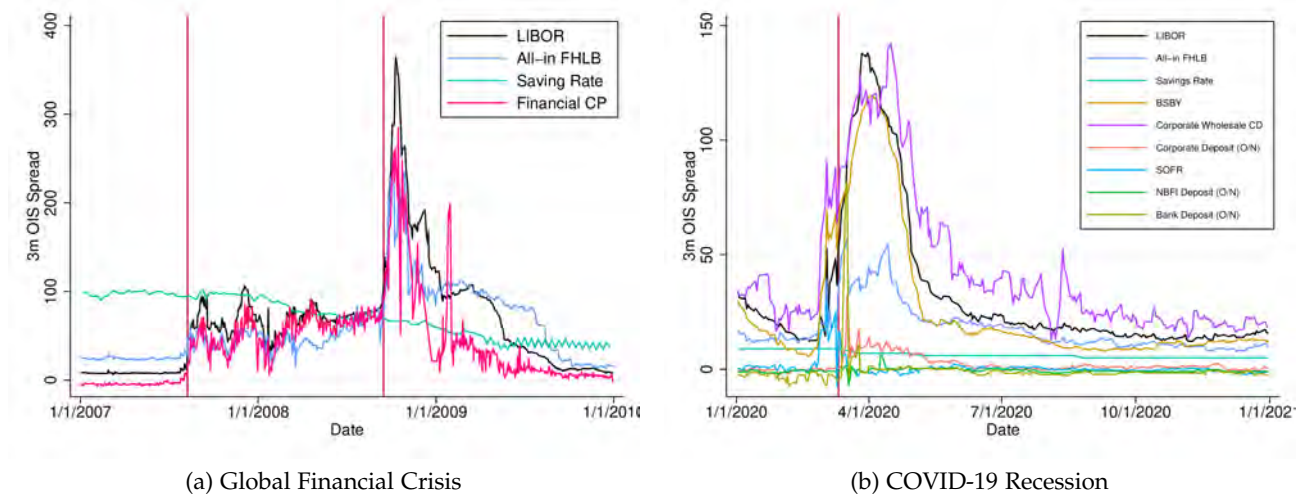 400
300
200
100
0
3m OIS Spread
LIBOR
All-in FHLB
Saving Rate
Financial CP
1/1/2007
1/1/2008
1/1/2009
1/1/2010
Date
(a) Global Financial Crisis
150
100
50
0
3m OIS Spread
LIBOR
All-in FHLB
Savings Rate
BSBY
Corporate Wholesale CD
Corporate Deposit (O/N)
SOFR
NBFI Deposit (O/N)
Bank Deposit (O/N)
1/1/2020
4/1/2020
7/1/2020
10/1/2020
1/1/2021
Date
(b) COVID-19 Recession